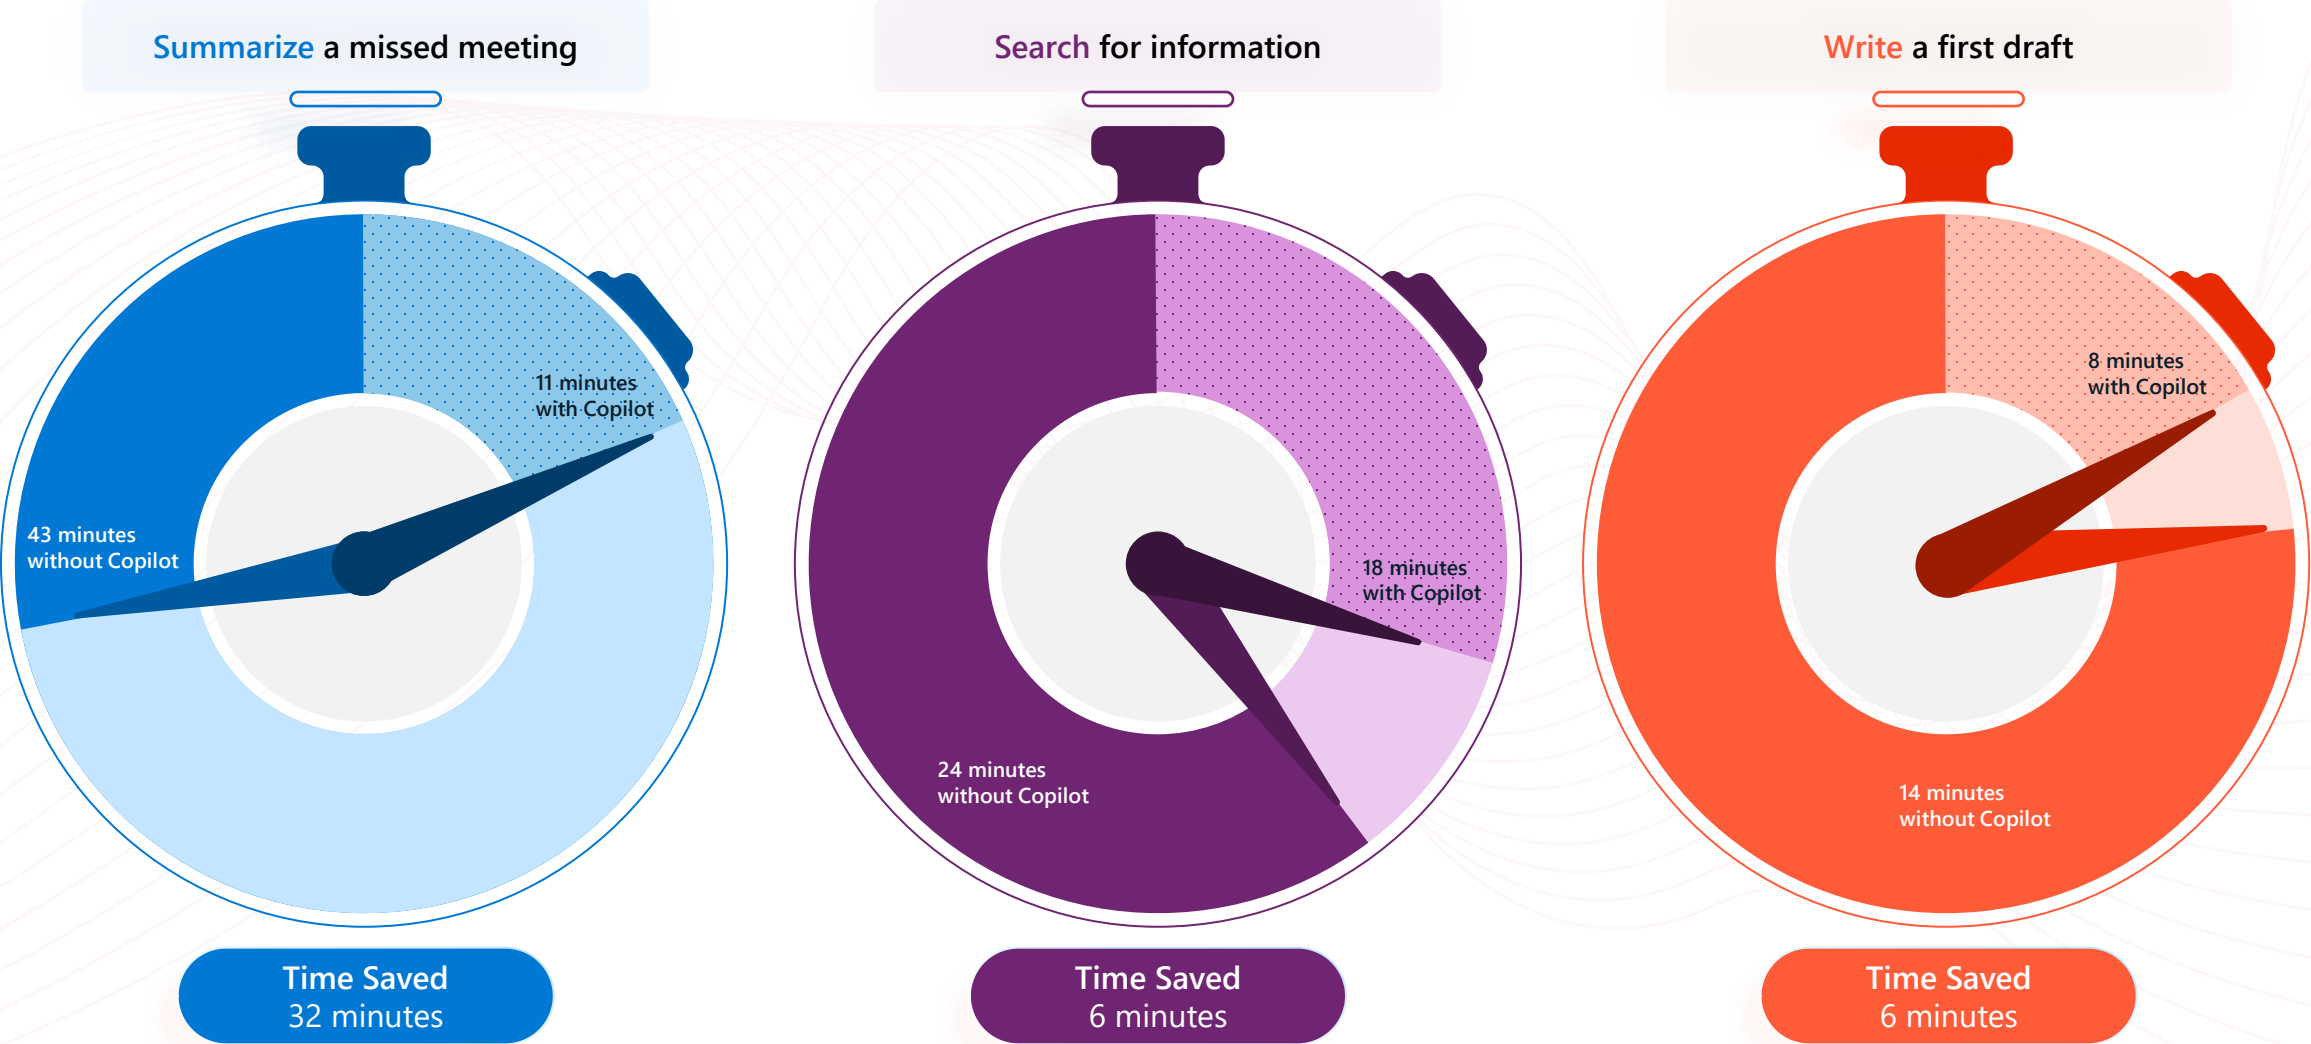 Summarize a missed meeting
11 minutes
with Copilot
43 minutes
without Copilot
Time Saved
32 minutes
Search for information
18 minutes
with Copilot
24 minutes
without Copilot
Time Saved
6 minutes
Write a first draft
8 minutes
with Copilot
14 minutes
without Copilot
Time Saved
6 minutes